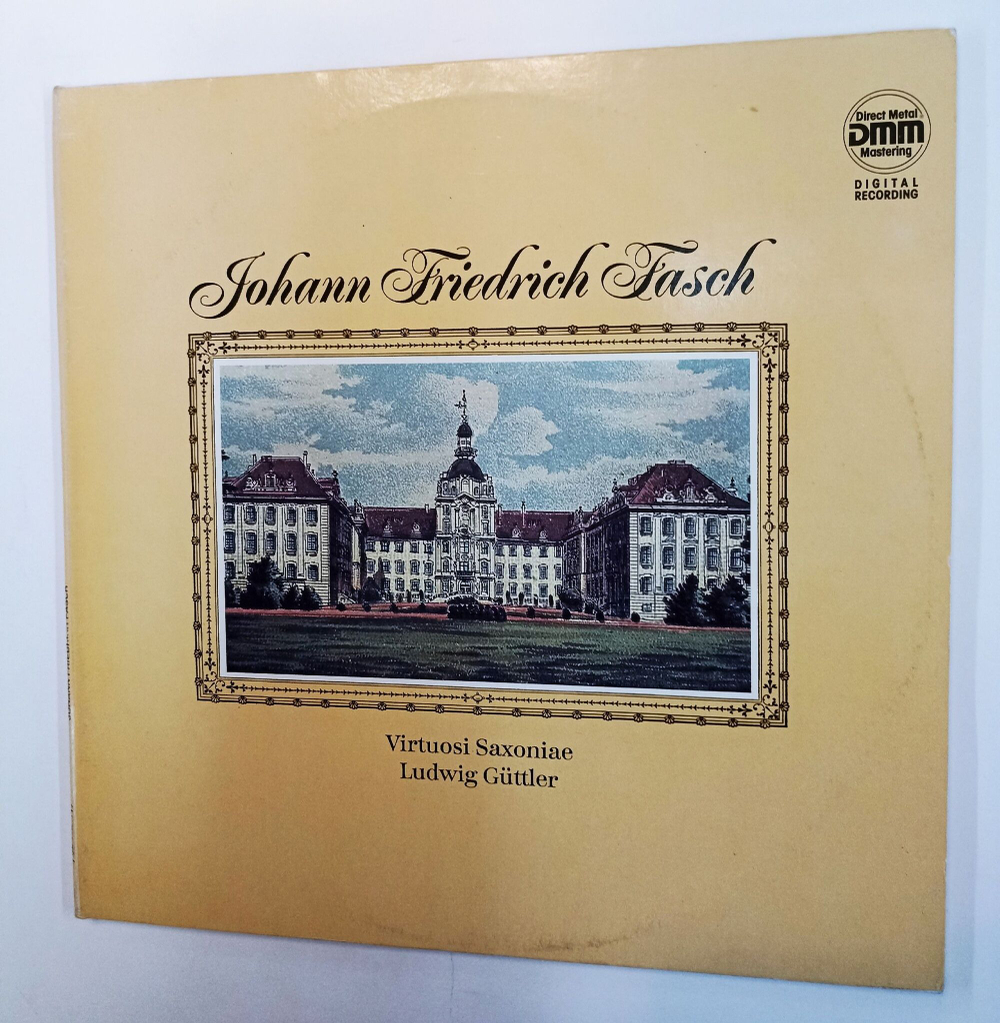 Direct Metal
DMM
Mastering
DIGITAL
RECORDING
Johann Friedrich Fasch
Virtuosi Saxoniae
Ludwig Güttler